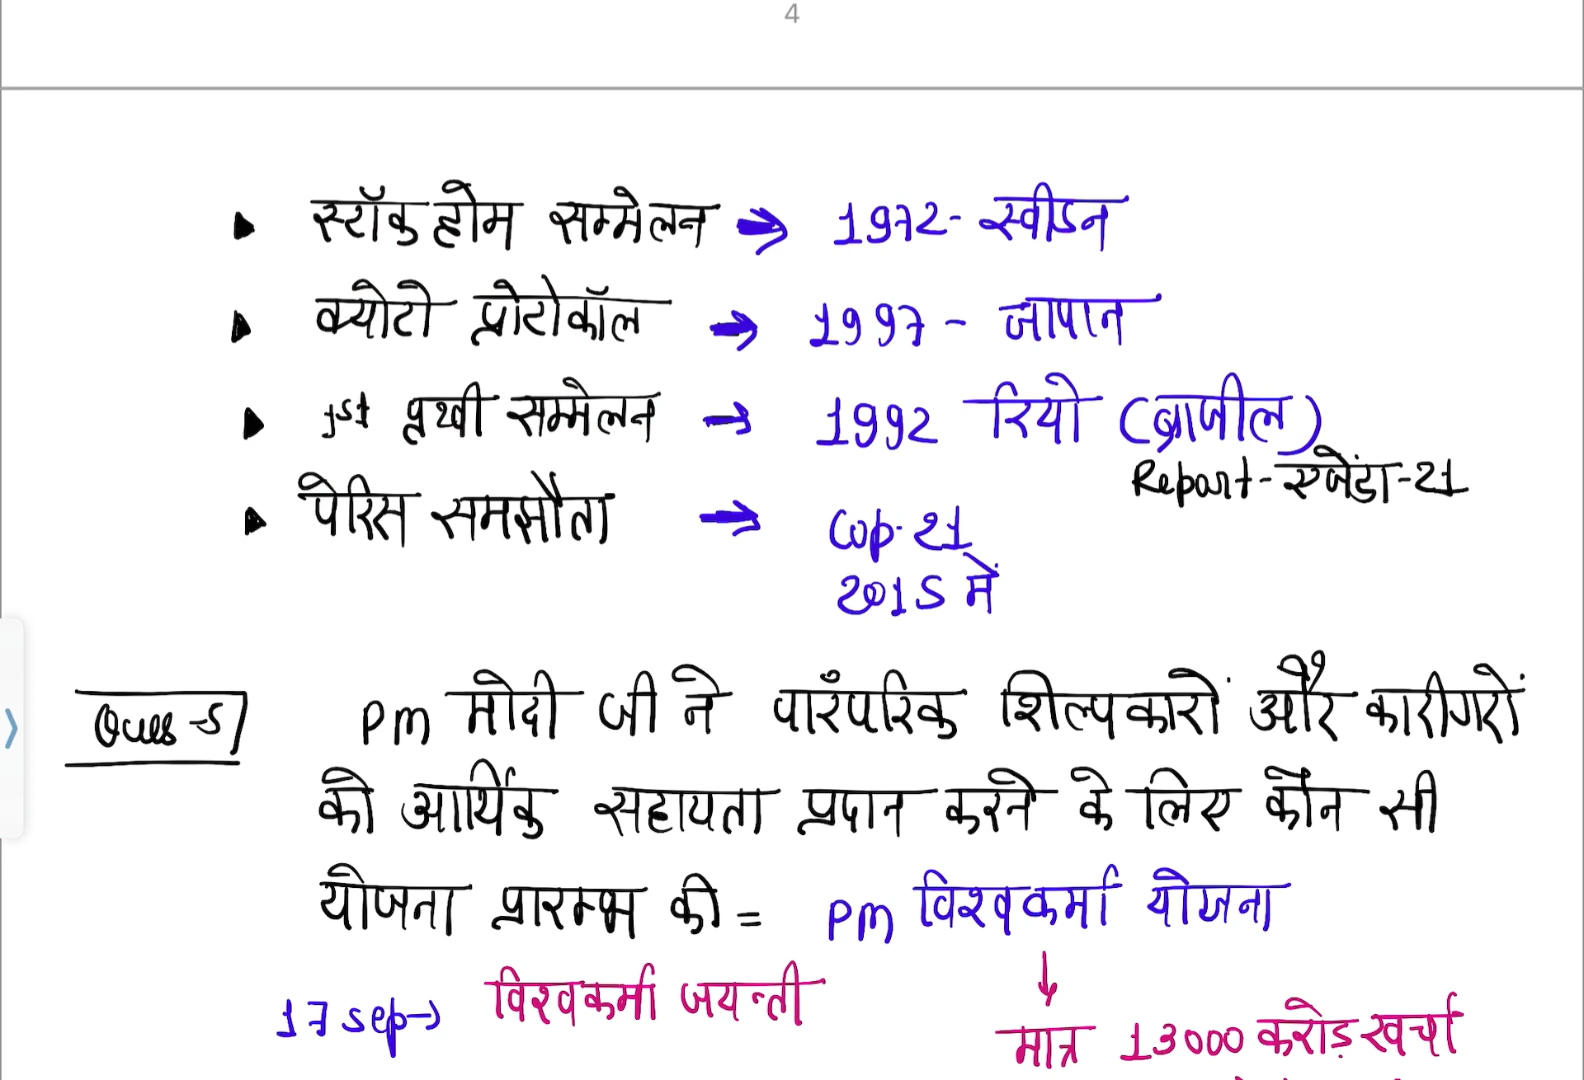 4
▶ स्टॉकहोम सम्मेलन → 1972 - स्वीडन
▶ क्योटो प्रोटोकॉल → 1997 - जापान
▶ 1st पृथ्वी सम्मेलन → 1992 रियो (ब्राजील)
Report - एजेंडा-21
▶ पेरिस समझौता → Cop-21
2015 में
Ques-5 PM मोदी जी ने पारंपरिक शिल्पकारों और कारीगरों
को आर्थिक सहायता प्रदान करने के लिए कौन सी
योजना प्रारम्भ की = PM विश्वकर्मा योजना
17 sep → विश्वकर्मा जयन्ती
↓
मात्र 13000 करोड़ खर्चा